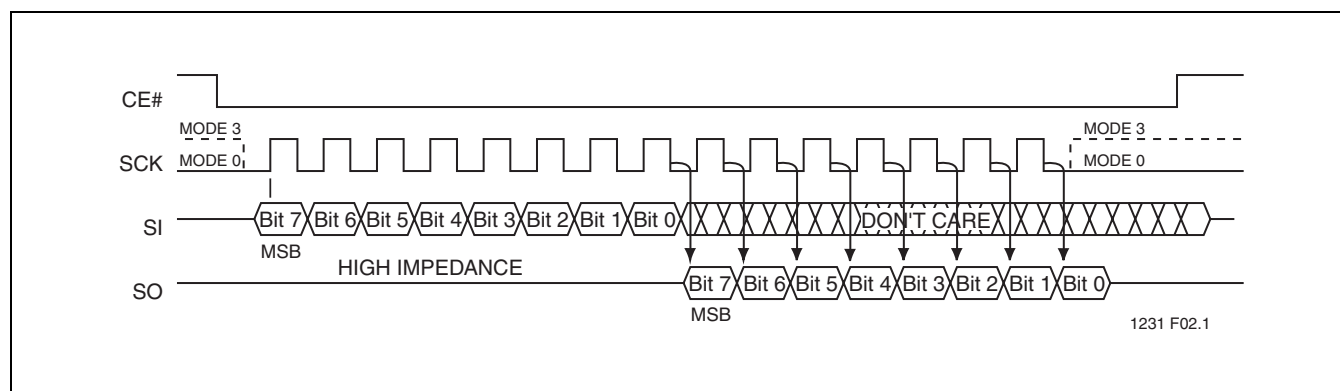 CE#
MODE 3 MODE 3
SCK MODE 0 MODE 0
SI Bit 7 Bit 6 Bit 5 Bit 4 Bit 3 Bit 2 Bit 1 Bit 0 DON'T CARE
MSB
HIGH IMPEDANCE
SO Bit 7 Bit 6 Bit 5 Bit 4 Bit 3 Bit 2 Bit 1 Bit 0
MSB
1231 F02.1